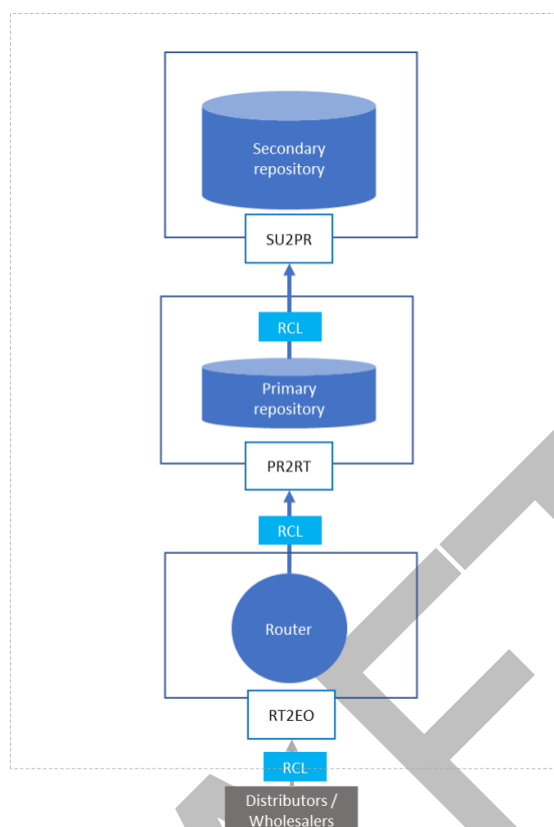 Secondary
repository
SU2PR
RCL
Primary
repository
PR2RT
RCL
Router
RT2EO
RCL
Distributors /
Wholesalers